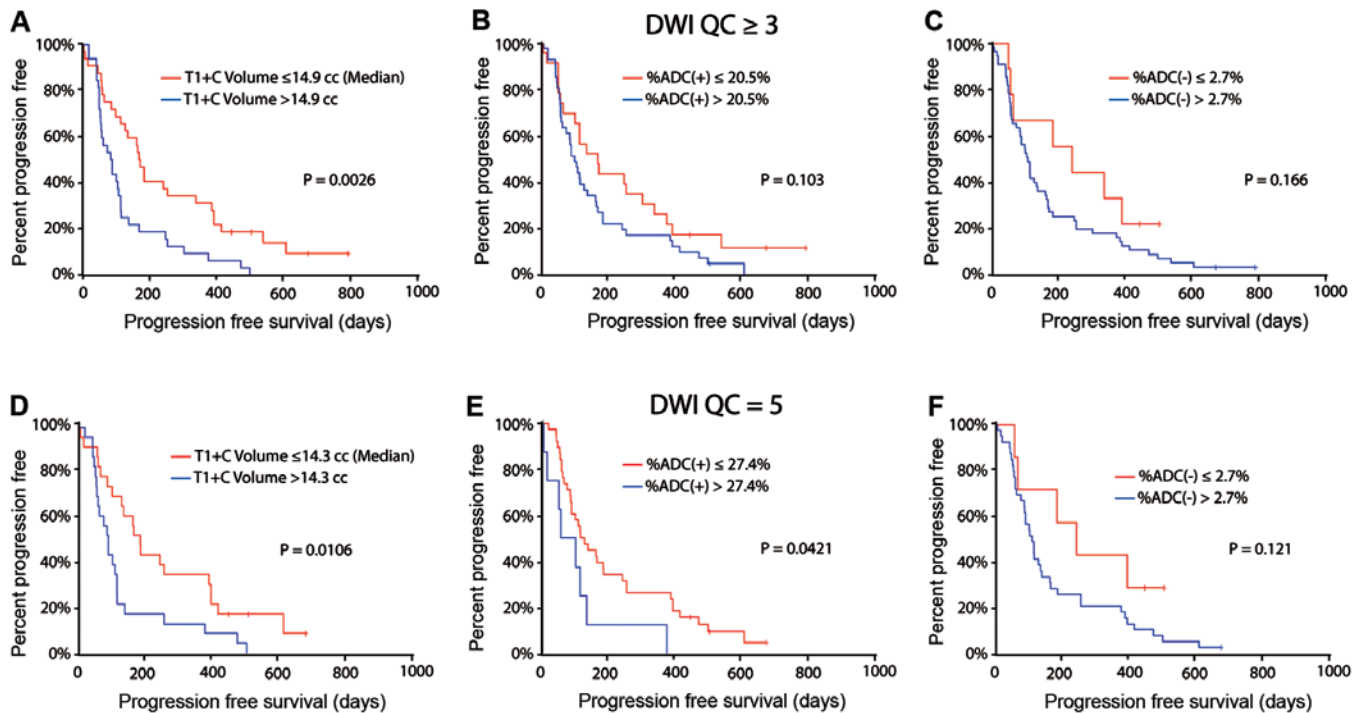 DWI QC ≥ 3
A
100%
80%
60%
40%
20%
0%
Percent progression free
T1+C Volume ≤14.9 cc (Median)
T1+C Volume >14.9 cc
P = 0.0026
0 200 400 600 800 1000
Progression free survival (days)
B
100%
80%
60%
40%
20%
0%
Percent progression free
%ADC(+) ≤ 20.5%
%ADC(+) > 20.5%
P = 0.103
0 200 400 600 800 1000
Progression free survival (days)
C
100%
80%
60%
40%
20%
0%
Percent progression free
%ADC(-) ≤ 2.7%
%ADC(-) > 2.7%
P = 0.166
0 200 400 600 800 1000
Progression free survival (days)
DWI QC = 5
D
100%
80%
60%
40%
20%
0%
Percent progression free
T1+C Volume ≤14.3 cc (Median)
T1+C Volume >14.3 cc
P = 0.0106
0 200 400 600 800 1000
Progression free survival (days)
E
100%
80%
60%
40%
20%
0%
Percent progression free
%ADC(+) ≤ 27.4%
%ADC(+) > 27.4%
P = 0.0421
0 200 400 600 800 1000
Progression free survival (days)
F
100%
80%
60%
40%
20%
0%
Percent progression free
%ADC(-) ≤ 2.7%
%ADC(-) > 2.7%
P = 0.121
0 200 400 600 800 1000
Progression free survival (days)